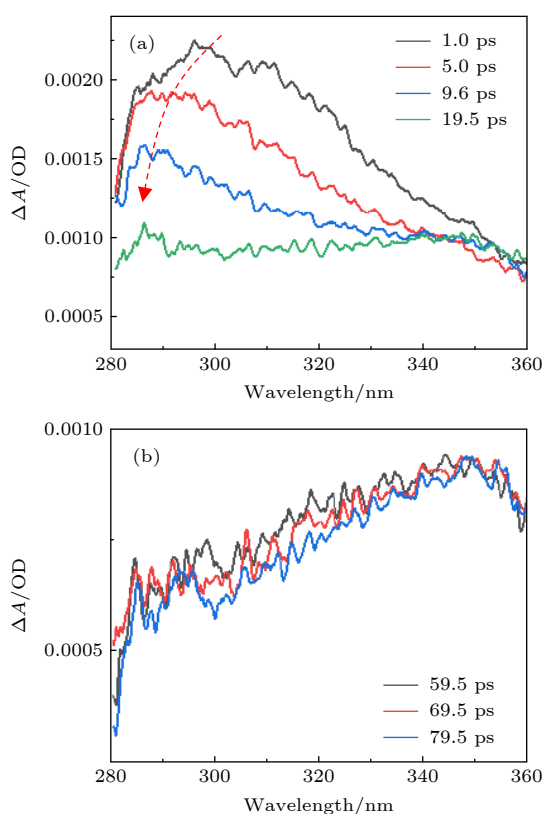 (a)
1.0 ps
5.0 ps
9.6 ps
19.5 ps
0.0020
0.0015
0.0010
0.0005
ΔA/OD
280 300 320 340 360
Wavelength/nm
(b)
0.0010
0.0005
ΔA/OD
59.5 ps
69.5 ps
79.5 ps
280 300 320 340 360
Wavelength/nm